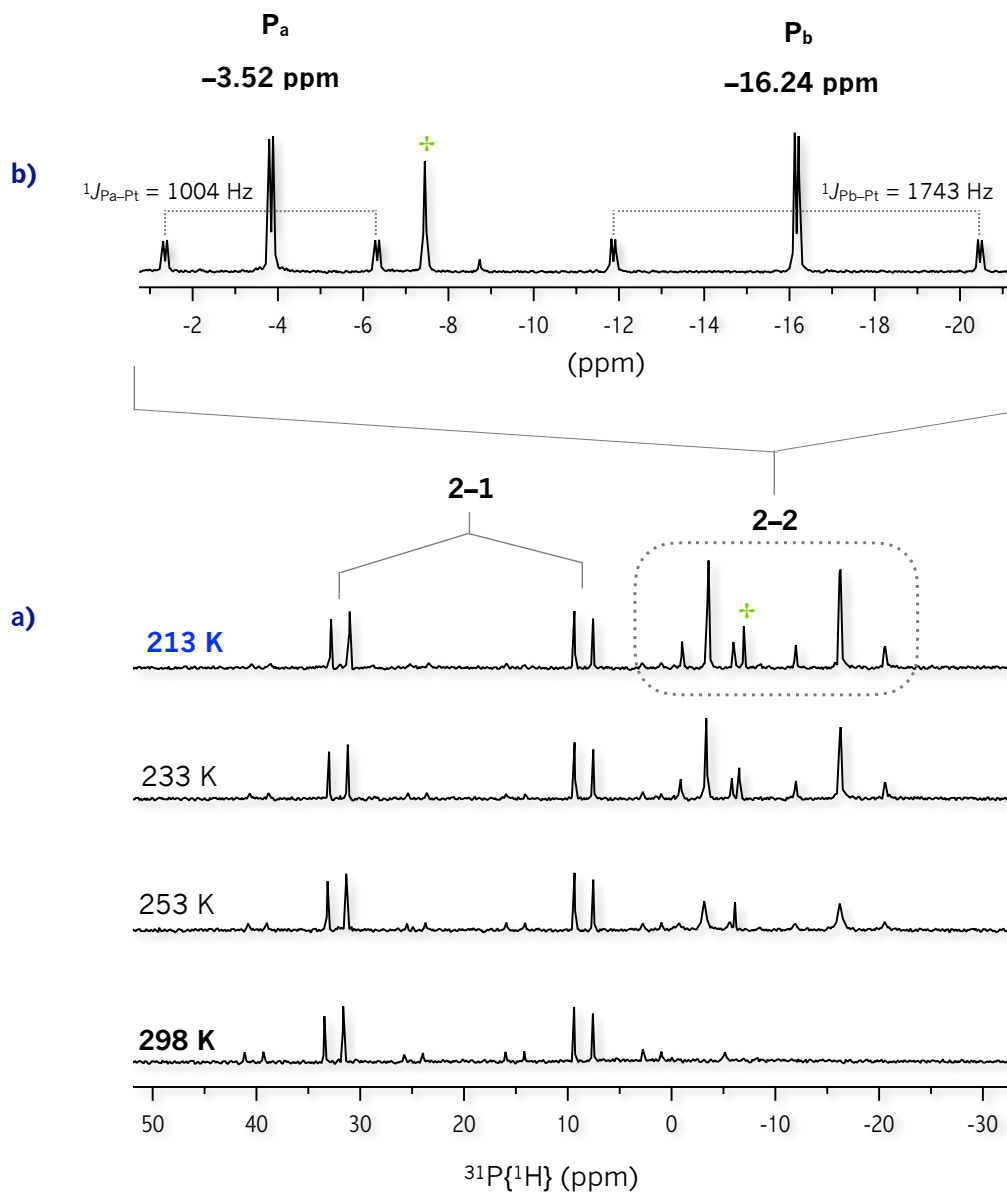 Pa Pb
–3.52 ppm –16.24 ppm
✢
b)
1JPa–Pt = 1004 Hz 1JPb–Pt = 1743 Hz
-2 -4 -6 -8 -10 -12 -14 -16 -18 -20
(ppm)
2–1
2–2
a)
✢
213 K
233 K
253 K
298 K
50 40 30 20 10 0 -10 -20 -30
31P{1H} (ppm)